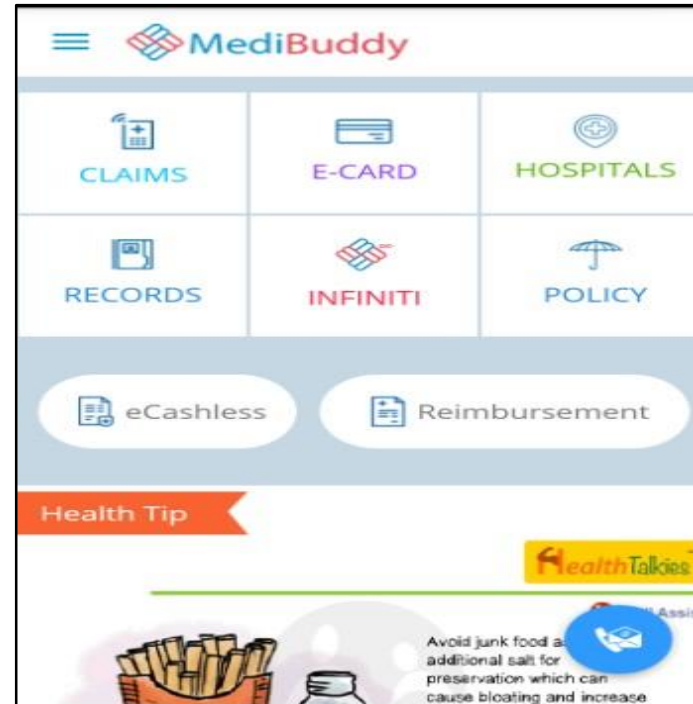 MediBuddy
CLAIMS
E-CARD
HOSPITALS
RECORDS
INFINITI
POLICY
eCashless
Reimbursement
Health Tip
HealthTalkies
Avoid junk food
additional salt for
preservation which can
cause bloating and increase